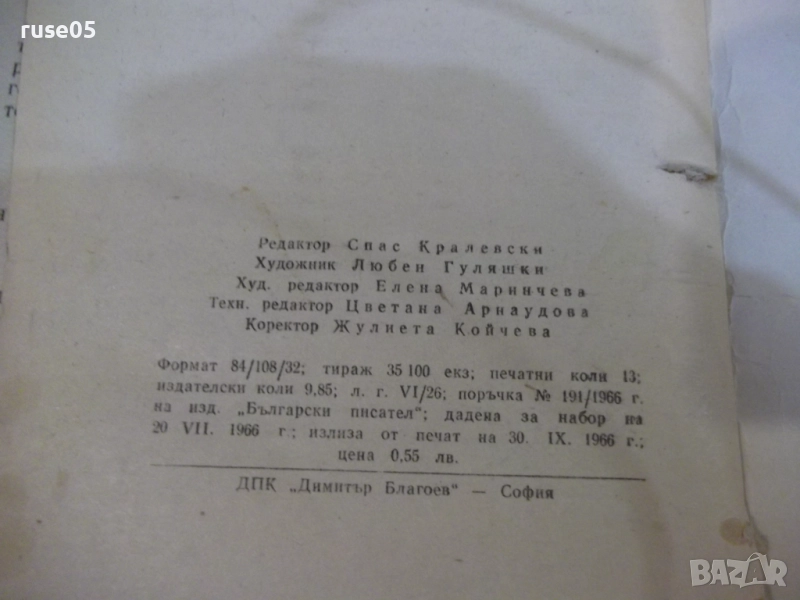 ruse05
Редактор Спас Кралевски
Художник Любен Гуляшки
Худ. редактор Елена Маринчева
Техн. редактор Цветана Арнаудова
Коректор Жулиета Койчева
Формат 84/108/32; тираж 35 100 екз; печатни коли 13;
издателски коли 9,85; л. г. VI/26; поръчка № 191/1966 г.
на изд. „Български писател“; дадена за набор на
20 VII. 1966 г; излиза от печат на 30. IX. 1966 г.;
цена 0,55 лв.
ДПК „Димитър Благоев“ — София
BAZAR